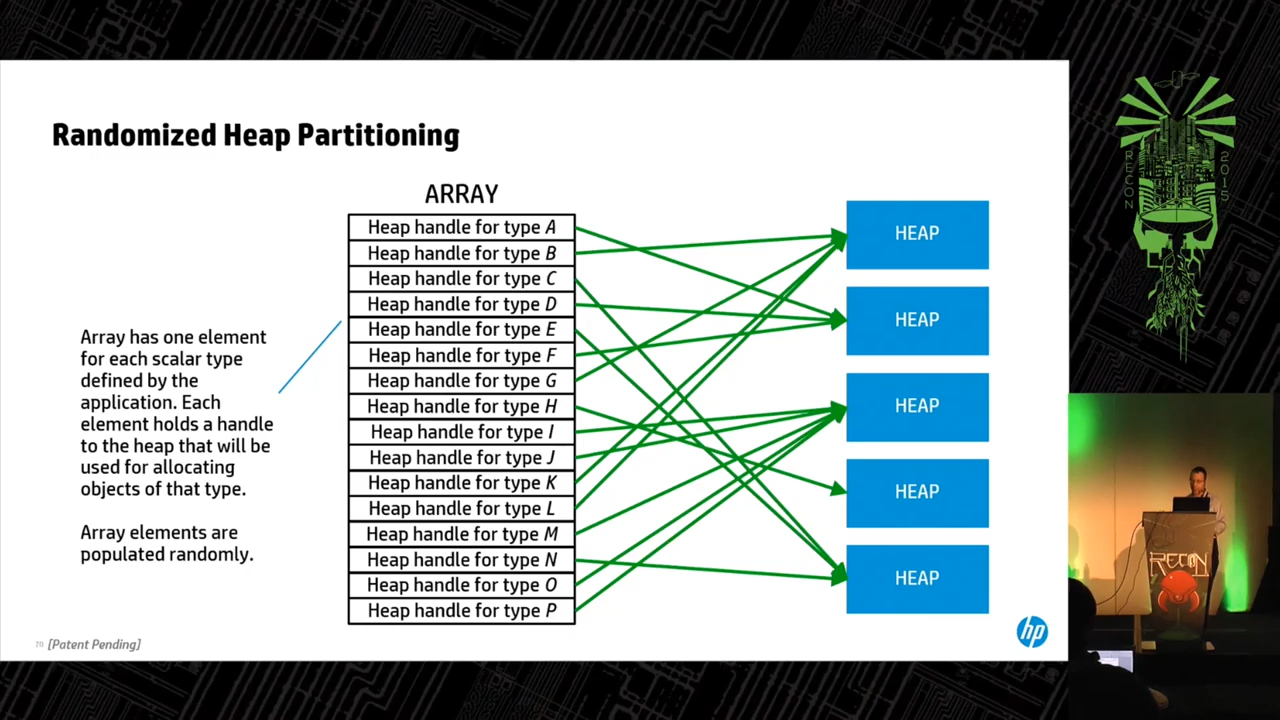 Randomized Heap Partitioning
ARRAY
Heap handle for type A
Heap handle for type B
Heap handle for type C
Heap handle for type D
Heap handle for type E
Heap handle for type F
Heap handle for type G
Heap handle for type H
Heap handle for type I
Heap handle for type J
Heap handle for type K
Heap handle for type L
Heap handle for type M
Heap handle for type N
Heap handle for type O
Heap handle for type P
HEAP
HEAP
HEAP
HEAP
HEAP
Array has one element
for each scalar type
defined by the
application. Each
element holds a handle
to the heap that will be
used for allocating
objects of that type.
Array elements are
populated randomly.
70 [Patent Pending]
hp
RECON
2015
RECON